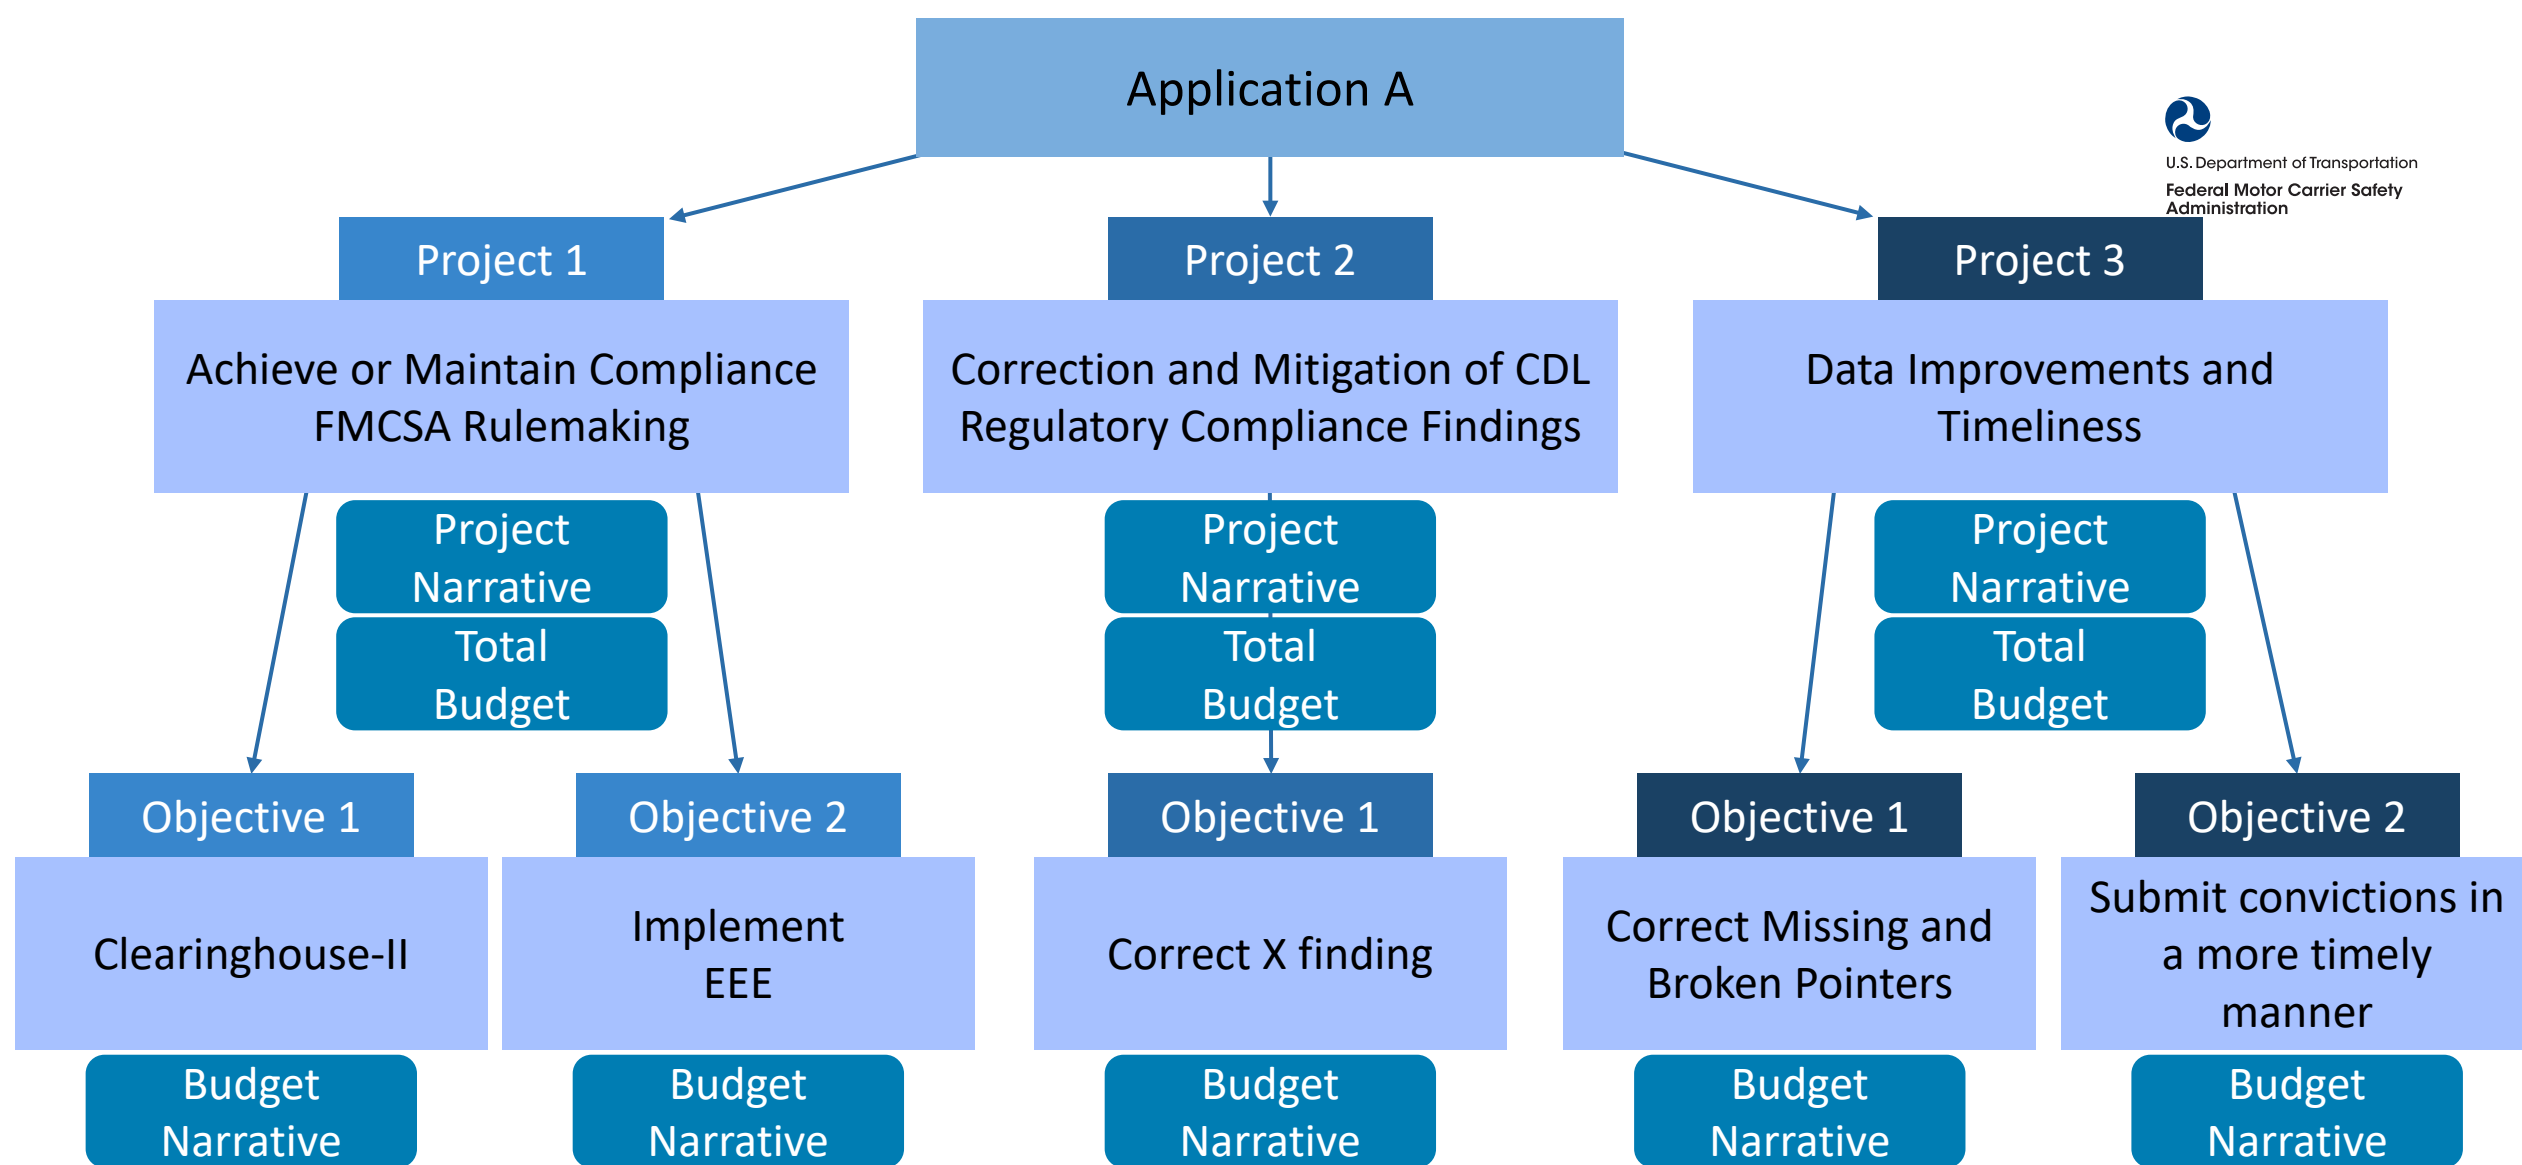 Application A
U.S. Department of Transportation
Federal Motor Carrier Safety
Administration
Project 1
Achieve or Maintain Compliance
FMCSA Rulemaking
Project
Narrative
Total
Budget
Project 2
Correction and Mitigation of CDL
Regulatory Compliance Findings
Project
Narrative
Total
Budget
Project 3
Data Improvements and
Timeliness
Project
Narrative
Total
Budget
Objective 1
Clearinghouse-II
Budget
Narrative
Objective 2
Implement
EEE
Budget
Narrative
Objective 1
Correct X finding
Budget
Narrative
Objective 1
Correct Missing and
Broken Pointers
Budget
Narrative
Objective 2
Submit convictions in
a more timely
manner
Budget
Narrative